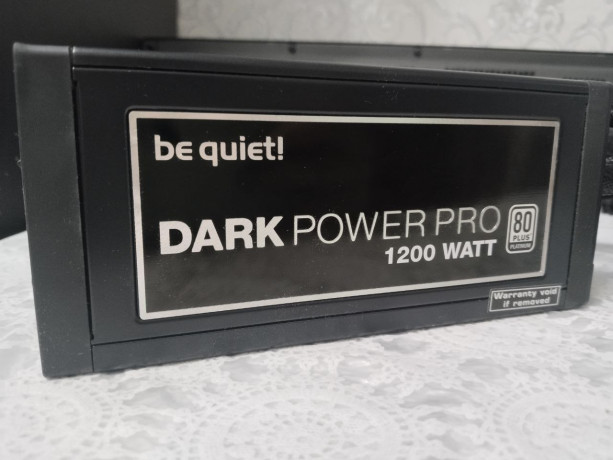 be quiet!
DARK POWER PRO
1200 WATT
80
PLUS
PLATINUM
Warranty void
if removed